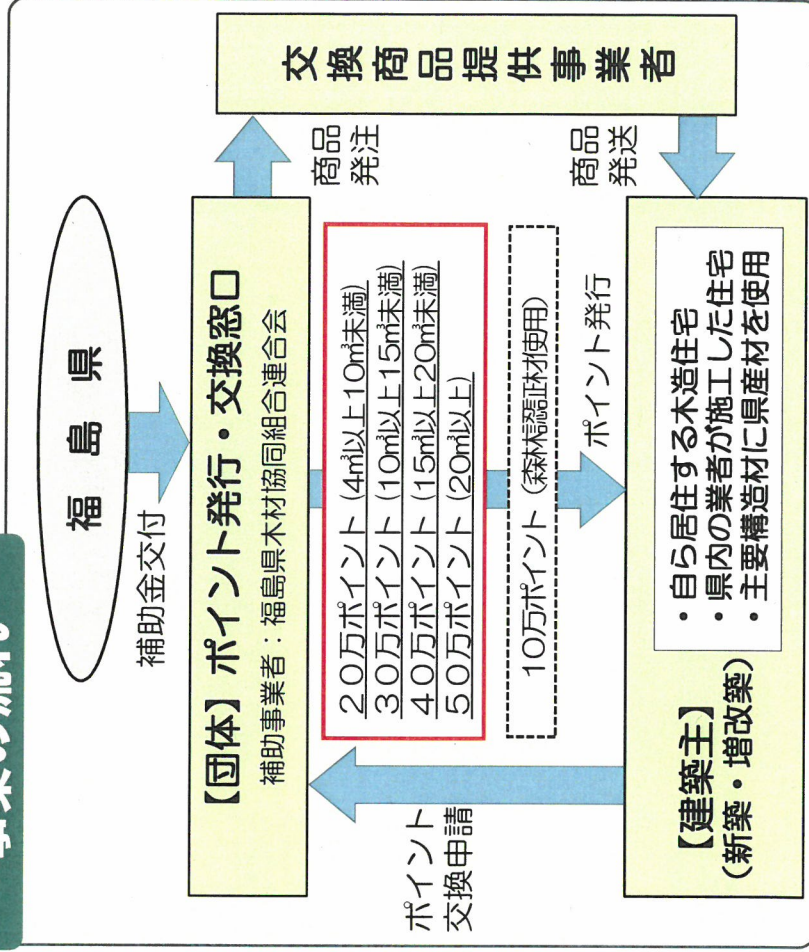 事業の流れ
福島県
補助金交付
【団体】ポイント発行・交換窓口
補助事業者：福島県木材協同組合連合会
商品
発注
交換商品提供事業者
商品
発送
20万ポイント（4㎥以上10㎥未満）
30万ポイント（10㎥以上15㎥未満）
40万ポイント（15㎥以上20㎥未満）
50万ポイント（20㎥以上）
10万ポイント（森林認証材使用）
ポイント発行
ポイント
交換申請
【建築主】
（新築・増改築）
・自ら居住する木造住宅
・県内の業者が施工した住宅
・主要構造材に県産材を使用